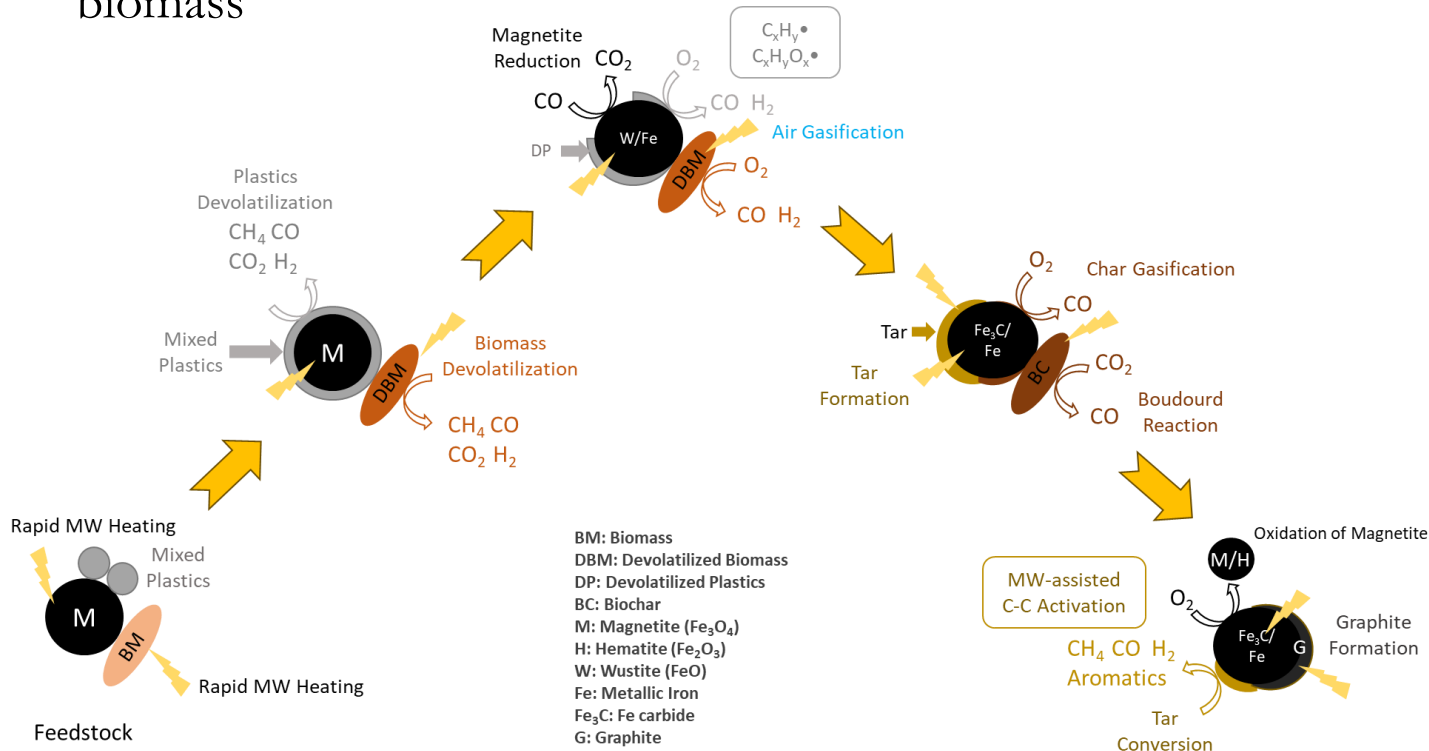 biomass
Magnetite
Reduction
CO₂
CO
O₂
CₓHᵧ•
CₓHᵧOₓ•
CO H₂
W/Fe
DP
DBM
Air Gasification
O₂
CO H₂
Plastics
Devolatilization
CH₄ CO
CO₂ H₂
Mixed
Plastics
M
DBM
Biomass
Devolatilization
CH₄ CO
CO₂ H₂
O₂
Char Gasification
CO
Tar
Fe₃C/
Fe
BC
CO₂
CO
Tar
Formation
Boudourd
Reaction
Rapid MW Heating
Mixed
Plastics
M
BM
Rapid MW Heating
Feedstock
BM: Biomass
DBM: Devolatilized Biomass
DP: Devolatilized Plastics
BC: Biochar
M: Magnetite (Fe₃O₄)
H: Hematite (Fe₂O₃)
W: Wustite (FeO)
Fe: Metallic Iron
Fe₃C: Fe carbide
G: Graphite
Oxidation of Magnetite
M/H
MW-assisted
C-C Activation
O₂
Fe₃C/
Fe
G
Graphite
Formation
CH₄ CO H₂
Aromatics
Tar
Conversion